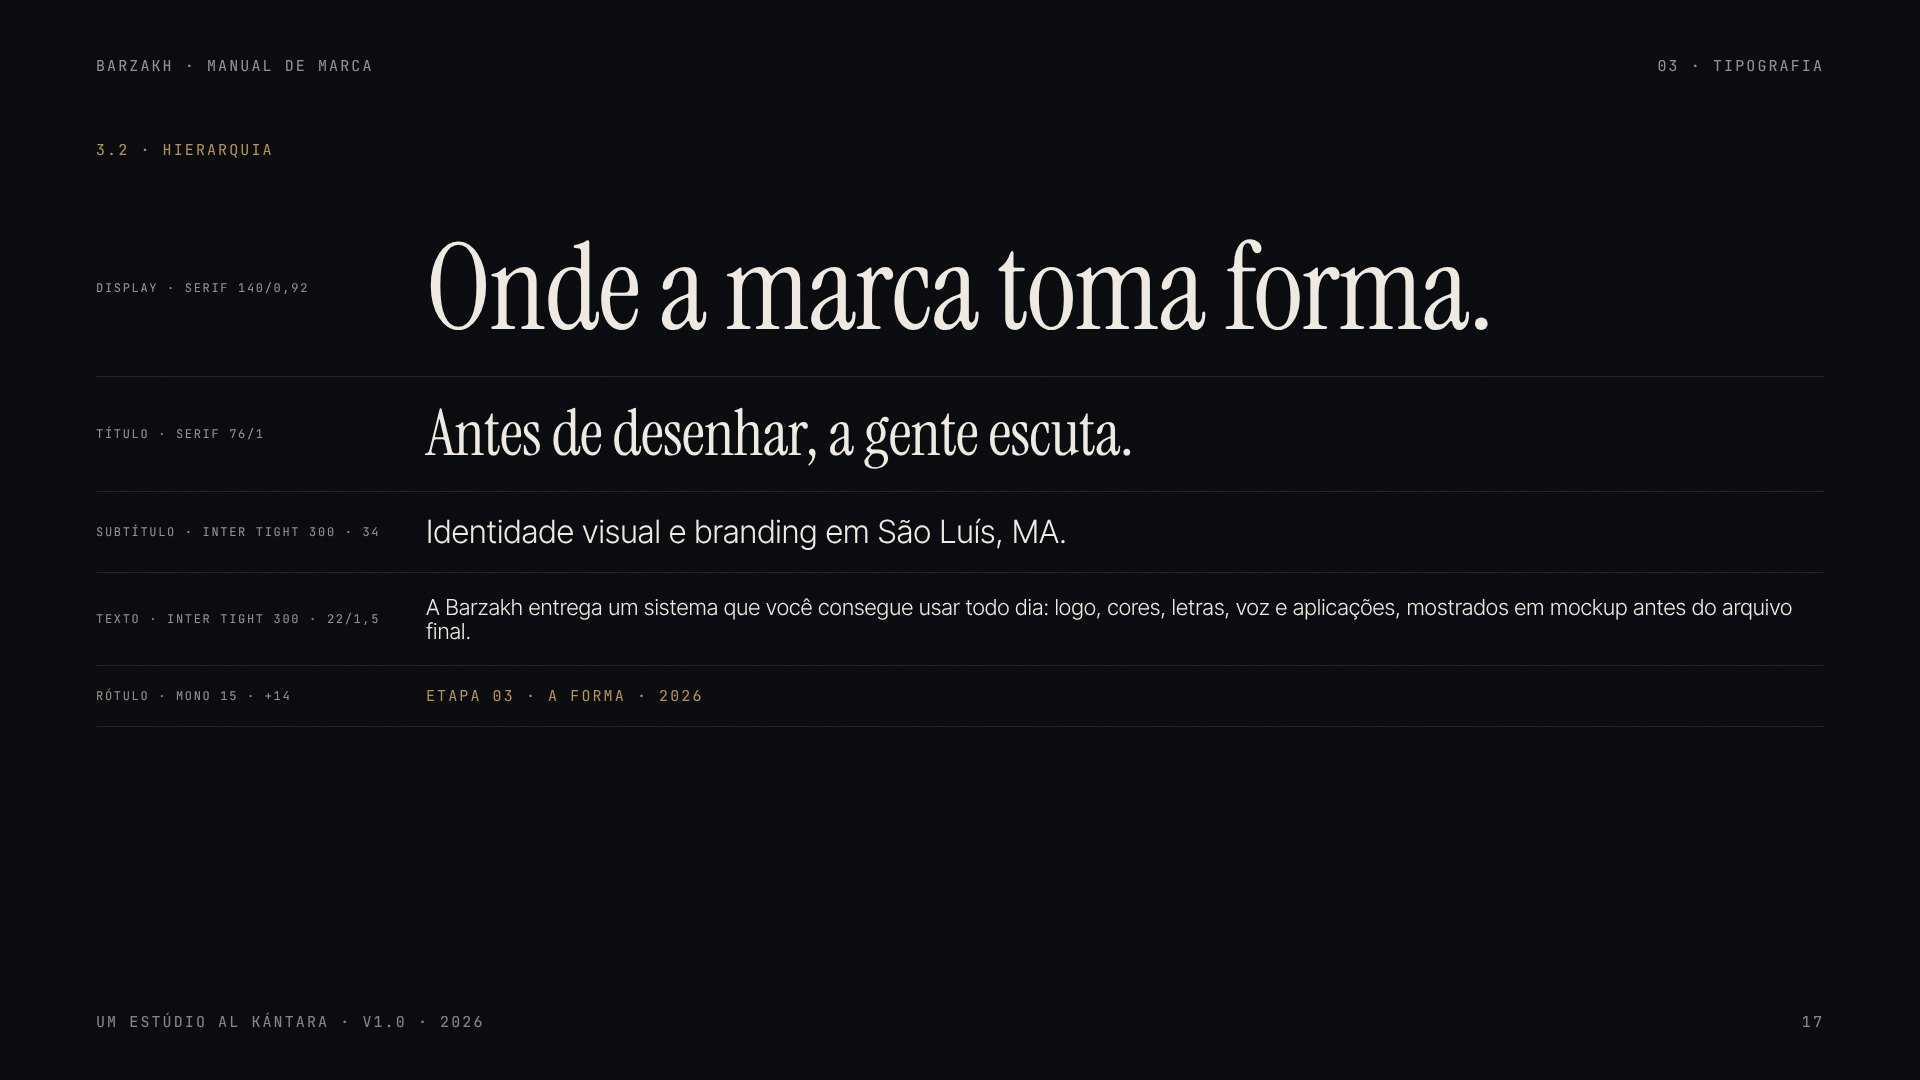 BARZAKH · MANUAL DE MARCA
03 · TIPOGRAFIA
3.2 · HIERARQUIA
DISPLAY · SERIF 140/0,92
Onde a marca toma forma.
TÍTULO · SERIF 76/1
Antes de desenhar, a gente escuta.
SUBTÍTULO · INTER TIGHT 300 · 34
Identidade visual e branding em São Luís, MA.
TEXTO · INTER TIGHT 300 · 22/1,5
A Barzakh entrega um sistema que você consegue usar todo dia: logo, cores, letras, voz e aplicações, mostrados em mockup antes do arquivo
final.
RÓTULO · MONO 15 · +14
ETAPA 03 · A FORMA · 2026
UM ESTÚDIO AL KÁNTARA · V1.0 · 2026
17